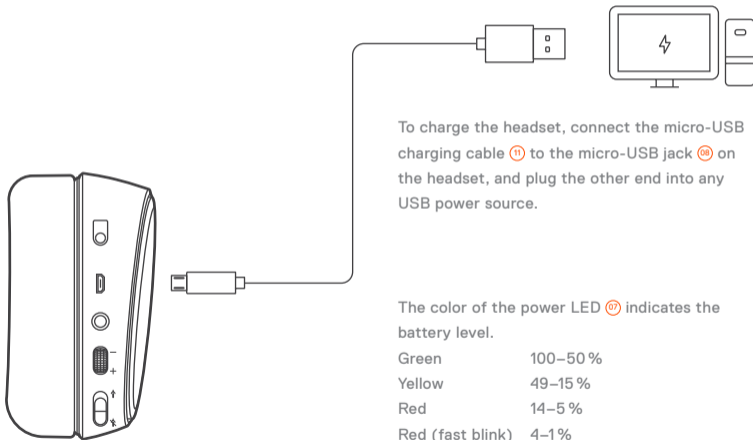 To charge the headset, connect the micro-USB
charging cable 11 to the micro-USB jack 08 on
the headset, and plug the other end into any
USB power source.
The color of the power LED 07 indicates the
battery level.
Green 100–50 %
Yellow 49–15 %
Red 14–5 %
Red (fast blink) 4–1 %
− 
+